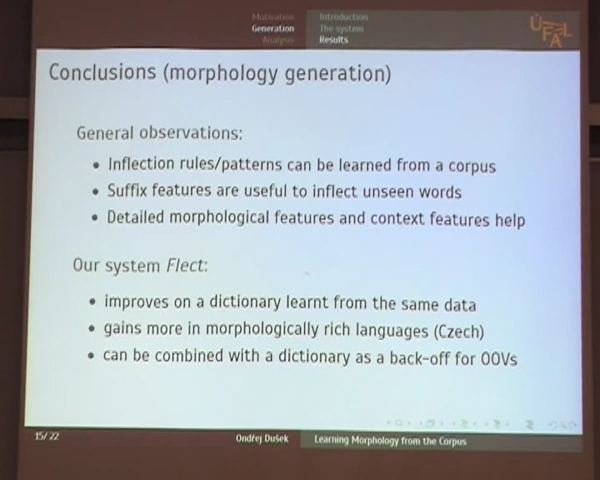 Motivation
Introduction
Generation
The system
Analysis
Results
ÚFAL
Conclusions (morphology generation)
General observations:
• Inflection rules/patterns can be learned from a corpus
• Suffix features are useful to inflect unseen words
• Detailed morphological features and context features help
Our system Flect:
• improves on a dictionary learnt from the same data
• gains more in morphologically rich languages (Czech)
• can be combined with a dictionary as a back-off for OOVs
15/22
Ondřej Dušek
Learning Morphology from the Corpus